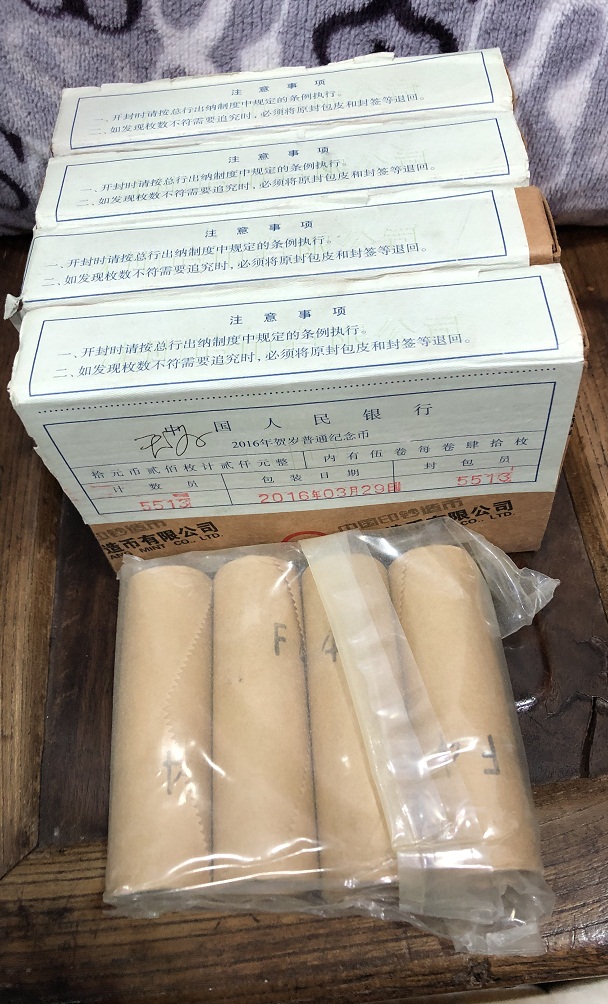 注意事项
一、开封时请按总行出纳制度中规定的条例执行。
二、如发现枚数不符需要追究时,必须将原封包皮和封签等退回。
注意事项
一、开封时请按总行出纳制度中规定的条例执行。
二、如发现枚数不符需要追究时,必须将原封包皮和封签等退回。
注意事项
一、开封时请按总行出纳制度中规定的条例执行。
二、如发现枚数不符需要追究时,必须将原封包皮和封签等退回。
注意事项
一、开封时请按总行出纳制度中规定的条例执行。
二、如发现枚数不符需要追究时,必须将原封包皮和封签等退回。
中国人民银行
2016年贺岁普通纪念币
拾元币贰佰枚计贰仟元整 内有伍卷每卷肆拾枚
计数员 包装日期 封包员
5513 2016年03月29日 5513
造币有限公司 中国印钞造币 有限公司
MINT CO., LTD. CO., LTD.